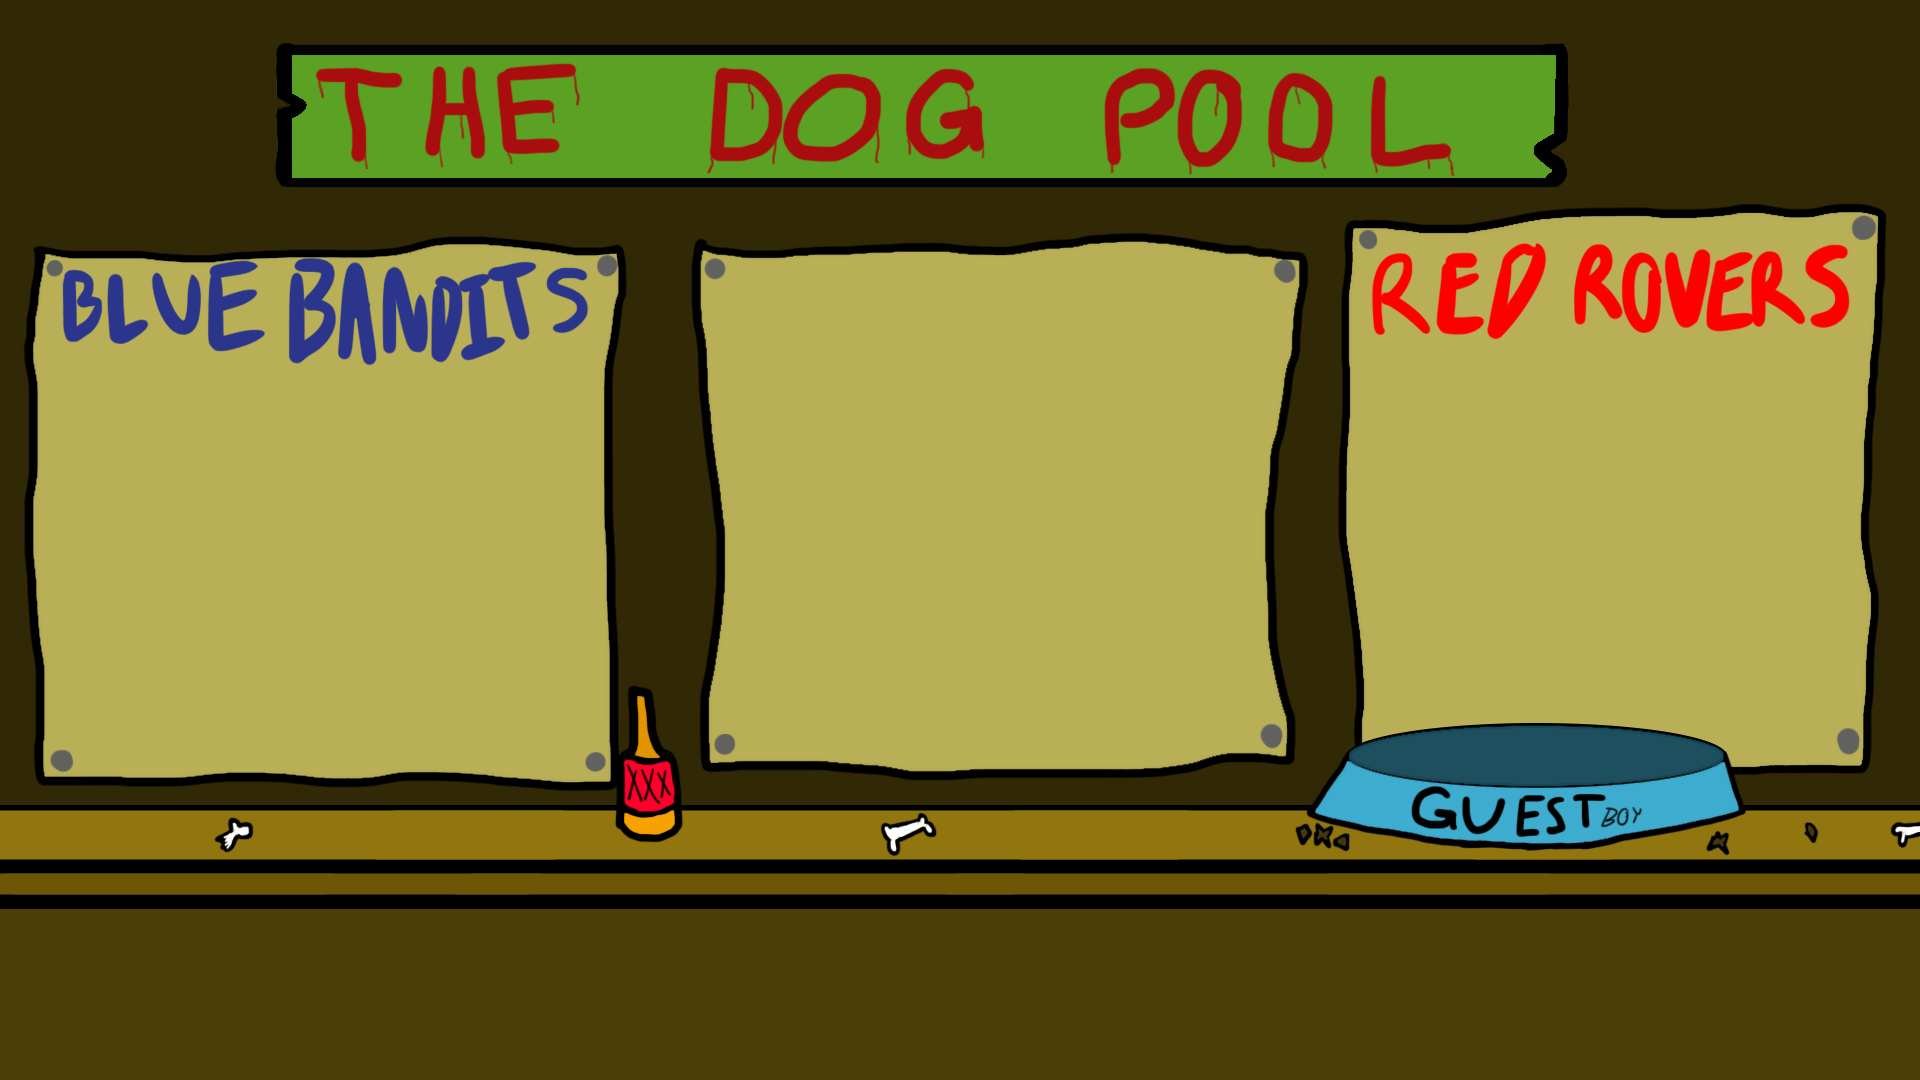 THE DOG POOL
BLUE BANDITS
RED ROVERS
XXX
GUEST BOY